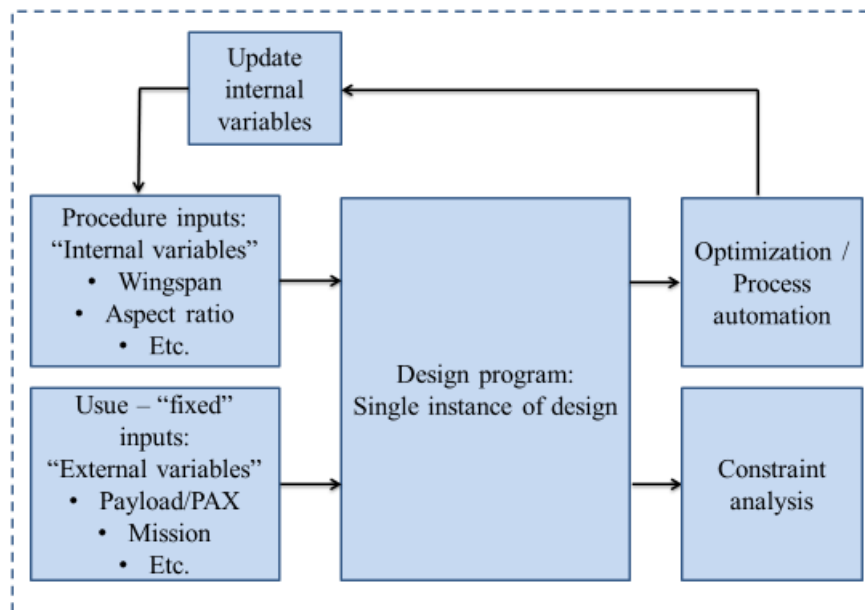 Update
internal
variables
Procedure inputs:
“Internal variables”
• Wingspan
• Aspect ratio
• Etc.
Usue – “fixed”
inputs:
“External variables”
• Payload/PAX
• Mission
• Etc.
Design program:
Single instance of design
Optimization /
Process
automation
Constraint
analysis